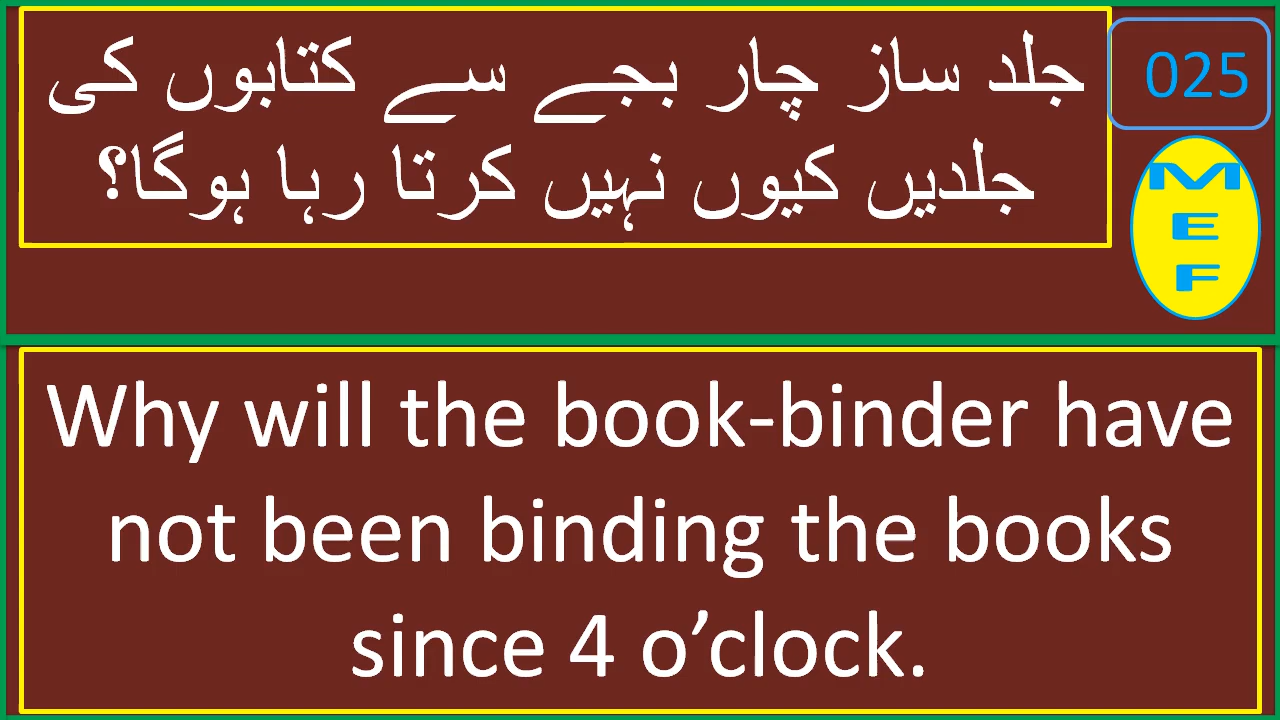 جلد ساز چار بجے سے کتابوں کی
جلدیں کیوں نہیں کرتا رہا ہوگا؟
025
M
E
F
Why will the book-binder have
not been binding the books
since 4 o’clock.